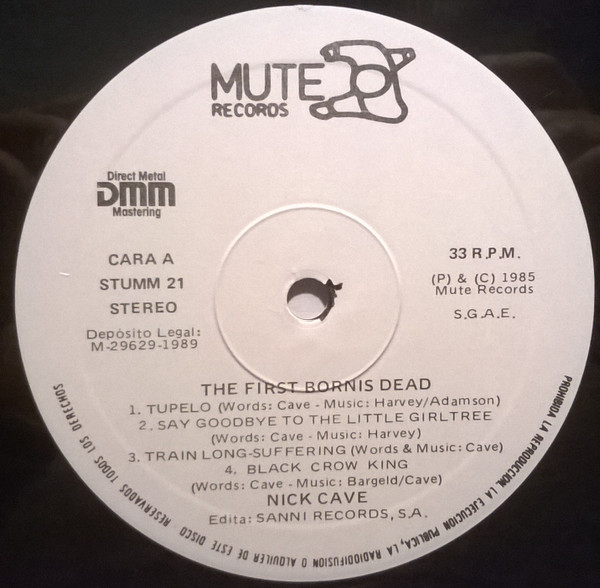 MUTE
RECORDS
Direct Metal
DMM
Mastering
CARA A
STUMM 21
STEREO
Depósito Legal:
M-29629-1989
33 R.P.M.
(P) & (C) 1985
Mute Records
S.G.A.E.
THE FIRST BORNIS DEAD
1. TUPELO (Words: Cave - Music: Harvey/Adamson)
2. SAY GOODBYE TO THE LITTLE GIRLTREE
(Words: Cave - Music: Harvey)
3. TRAIN LONG-SUFFERING (Words & Music: Cave)
4. BLACK CROW KING
(Words: Cave - Music: Bargeld/Cave)
NICK CAVE
Edita: SANNI RECORDS, S.A.
PROHIBIDA LA REPRODUCCION, LA EJECUCION PUBLICA, LA RADIODIFUSION O ALQUILER DE ESTE DISCO RESERVADOS TODOS LOS DERECHOS